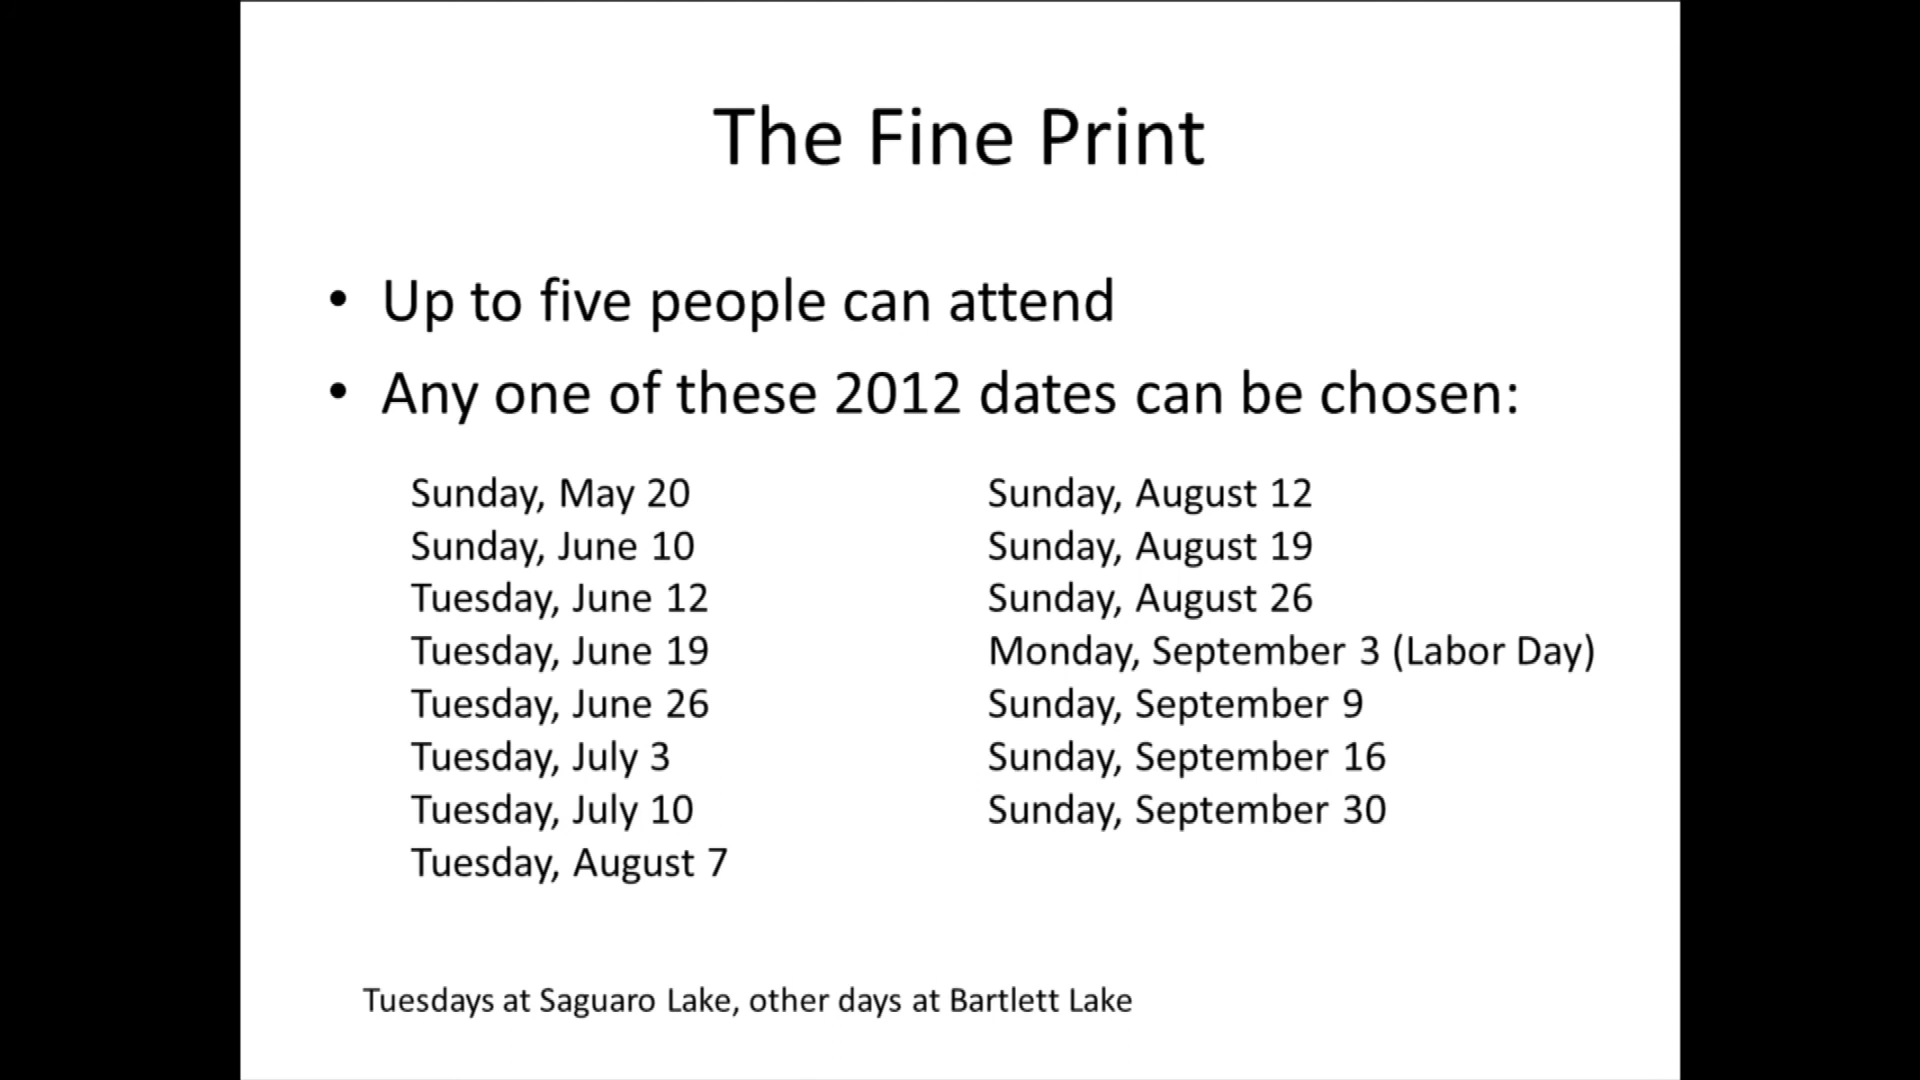 The Fine Print
• Up to five people can attend
• Any one of these 2012 dates can be chosen:
Sunday, May 20
Sunday, June 10
Tuesday, June 12
Tuesday, June 19
Tuesday, June 26
Tuesday, July 3
Tuesday, July 10
Tuesday, August 7
Sunday, August 12
Sunday, August 19
Sunday, August 26
Monday, September 3 (Labor Day)
Sunday, September 9
Sunday, September 16
Sunday, September 30
Tuesdays at Saguaro Lake, other days at Bartlett Lake